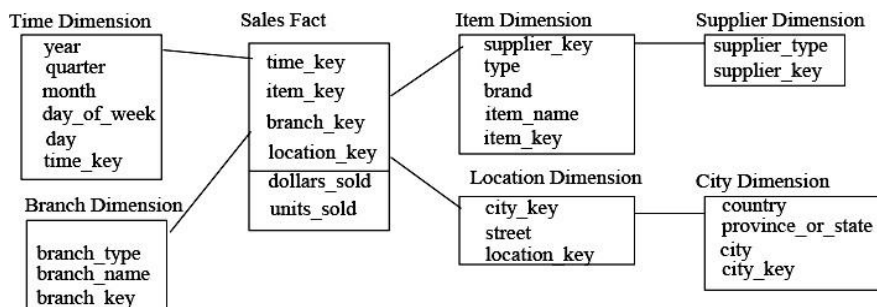 Time Dimension
year
quarter
month
day_of_week
day
time_key
Sales Fact
time_key
item_key
branch_key
location_key
dollars_sold
units_sold
Item Dimension
supplier_key
type
brand
item_name
item_key
Supplier Dimension
supplier_type
supplier_key
Branch Dimension
branch_type
branch_name
branch_key
Location Dimension
city_key
street
location_key
City Dimension
country
province_or_state
city
city_key